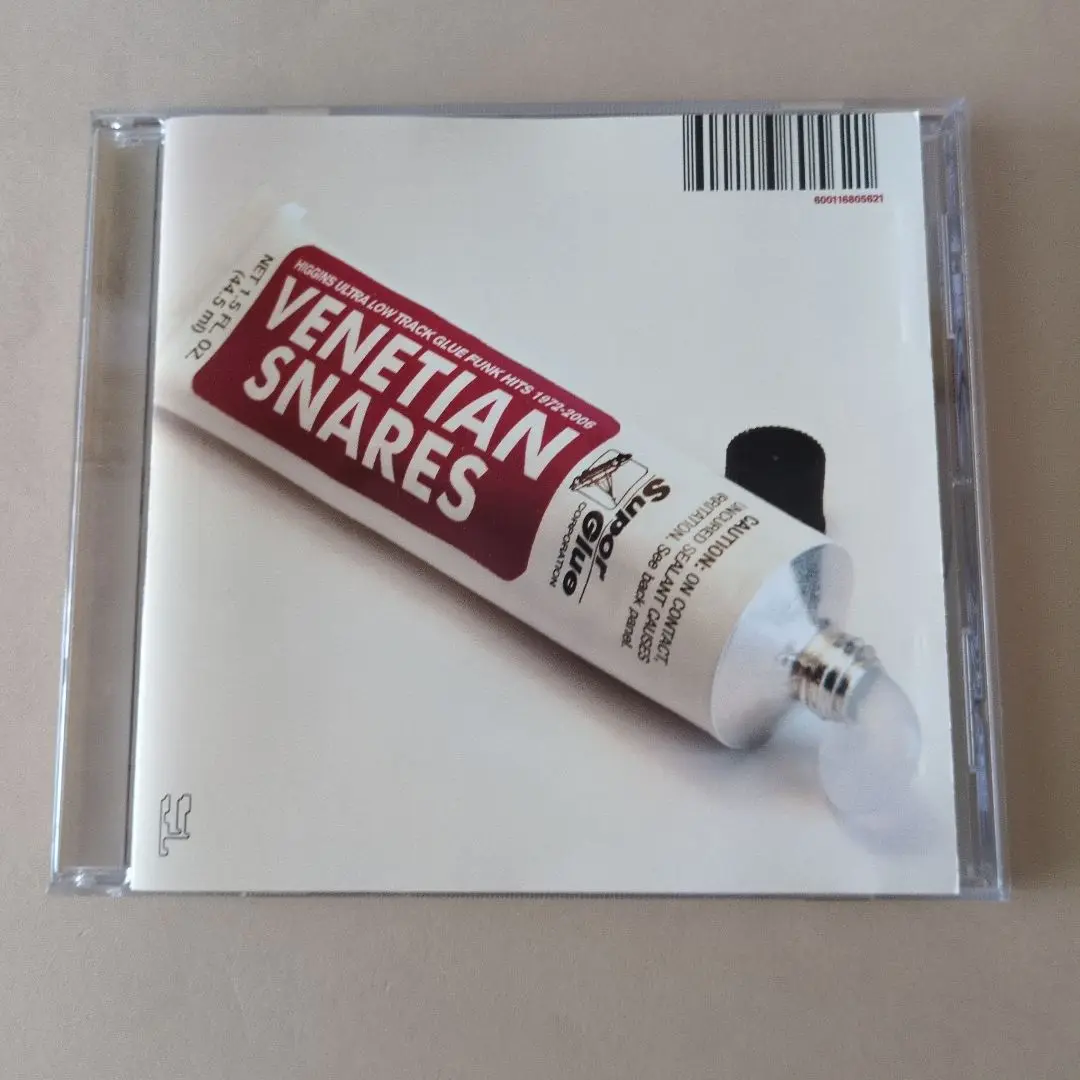 600116805621
NET 1.5 FL OZ
(44.5 ml)
HIGGINS ULTRA LOW TRACK GLUE FUNK HITS 1972-2006
VENETIAN
SNARES
Supor
Glue
CORPORATION
CAUTION: ON CONTACT,
UNCURED SEALANT CAUSES
IRRITATION. See back panel.